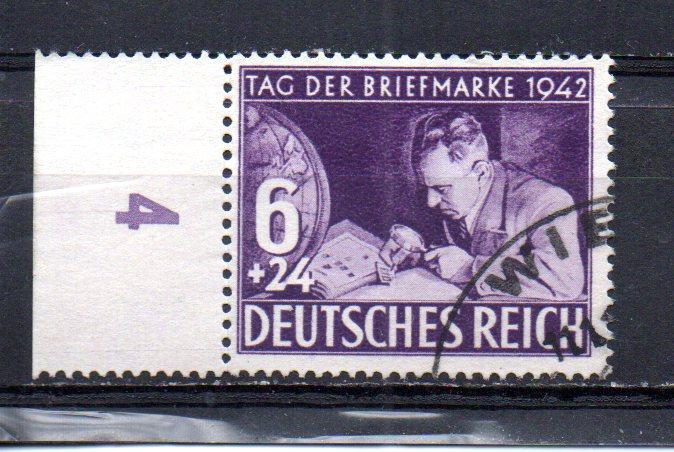 TAG DER BRIEFMARKE 1942
4
6
+24
DEUTSCHES REICH
WIE